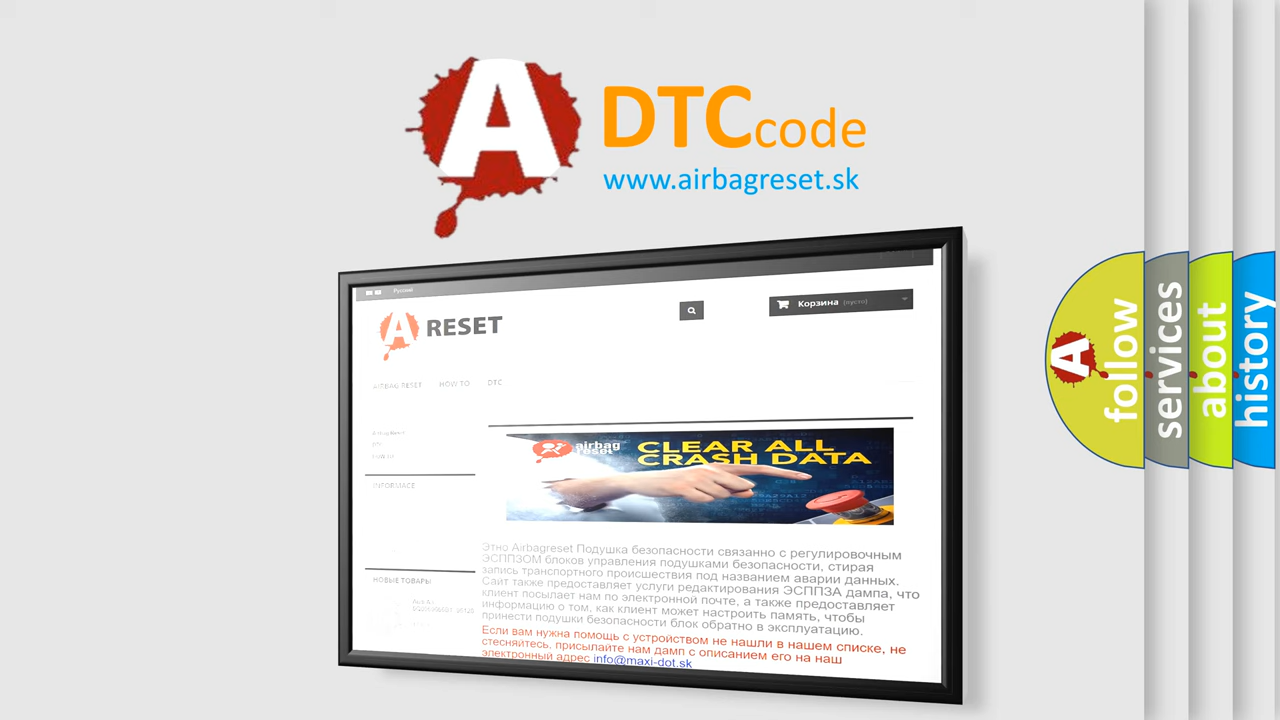 A
DTCcode
www.airbagreset.sk
Русский
A RESET
Корзина (пусто)
AIRBAG RESET HOW TO DTC
INFORMACE
НОВЫЕ ТОВАРЫ
airbag
reset
CLEAR ALL
CRASH DATA
Этно Airbagreset Подушка безопасности связанно с регулировочным
ЭСППЗОМ блоков управления подушками безопасности, стирая
запись транспортного происшествия под названием аварии данных.
Сайт также предоставляет услуги редактирования ЭСППЗА дампа, что
клиент посылает нам по электронной почте, а также предоставляет
информацию о том, как клиент может настроить память, чтобы
принести подушки безопасности блок обратно в эксплуатацию.
Если вам нужна помощь с устройством не нашли в нашем списке, не
стесняйтесь, присылайте нам дамп с описанием его на наш
электронный адрес info@maxi-dot.sk
A
follow
services
about
history